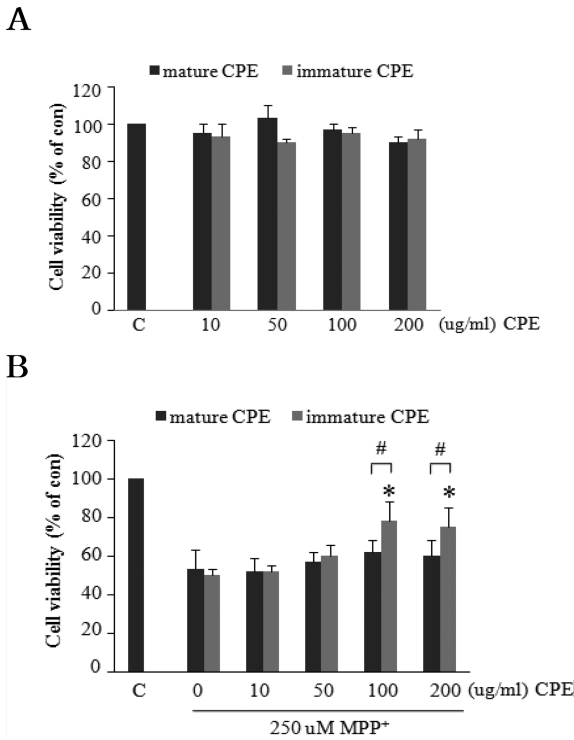 A
mature CPE immature CPE
Cell viability (% of con)
120
100
80
60
40
20
0
C 10 50 100 200 (ug/ml) CPE
B
mature CPE immature CPE
Cell viability (% of con)
120
100
80
60
40
20
0
# #
* *
C 0 10 50 100 200 (ug/ml) CPE
250 uM MPP⁺